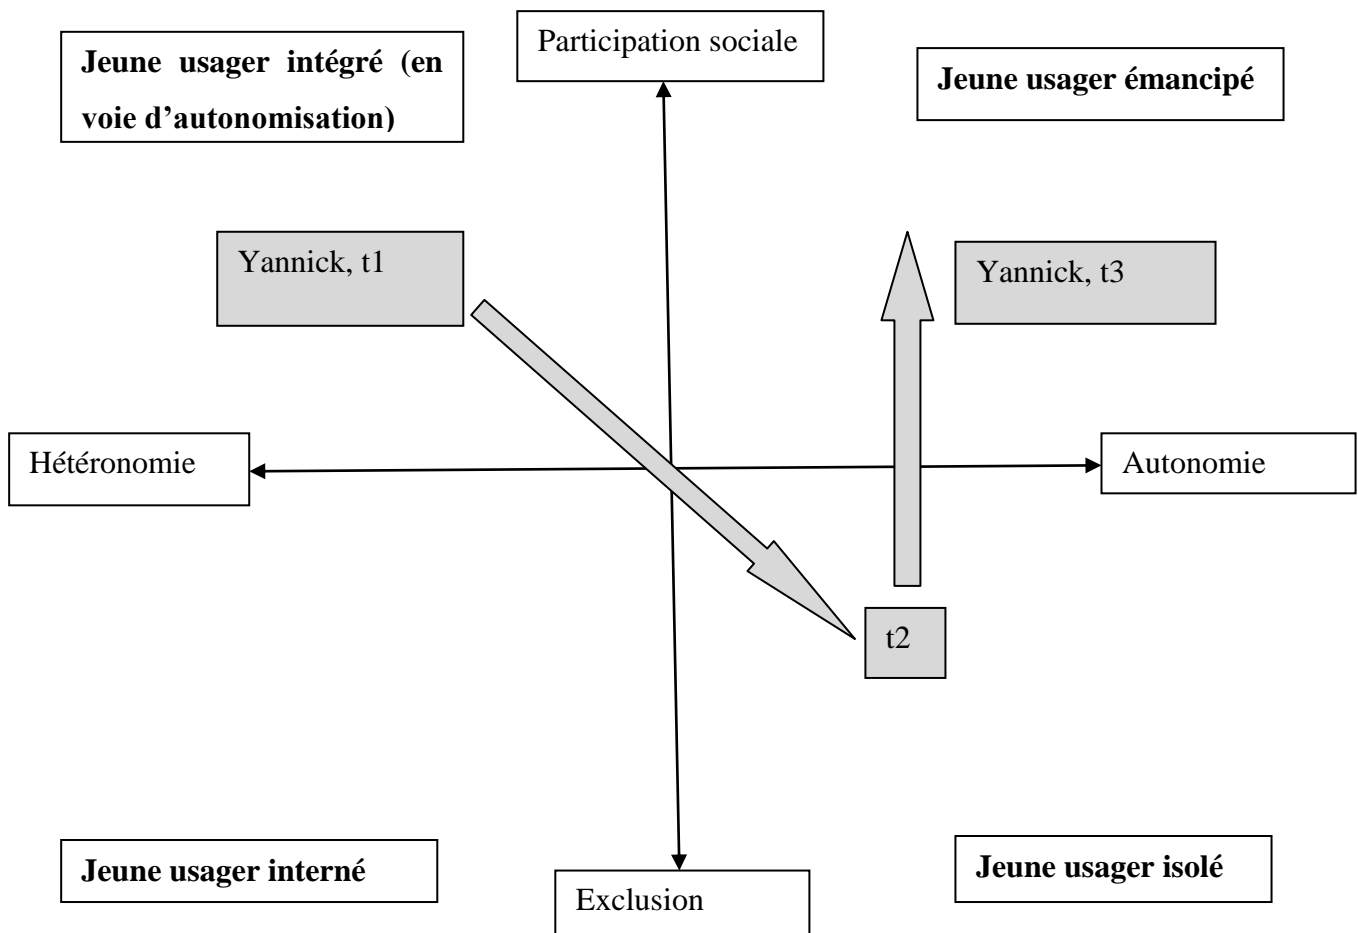 Participation sociale
Jeune usager intégré (en
voie d’autonomisation)
Jeune usager émancipé
Yannick, t1
Yannick, t3
Hétéronomie
Autonomie
t2
Jeune usager interné
Jeune usager isolé
Exclusion